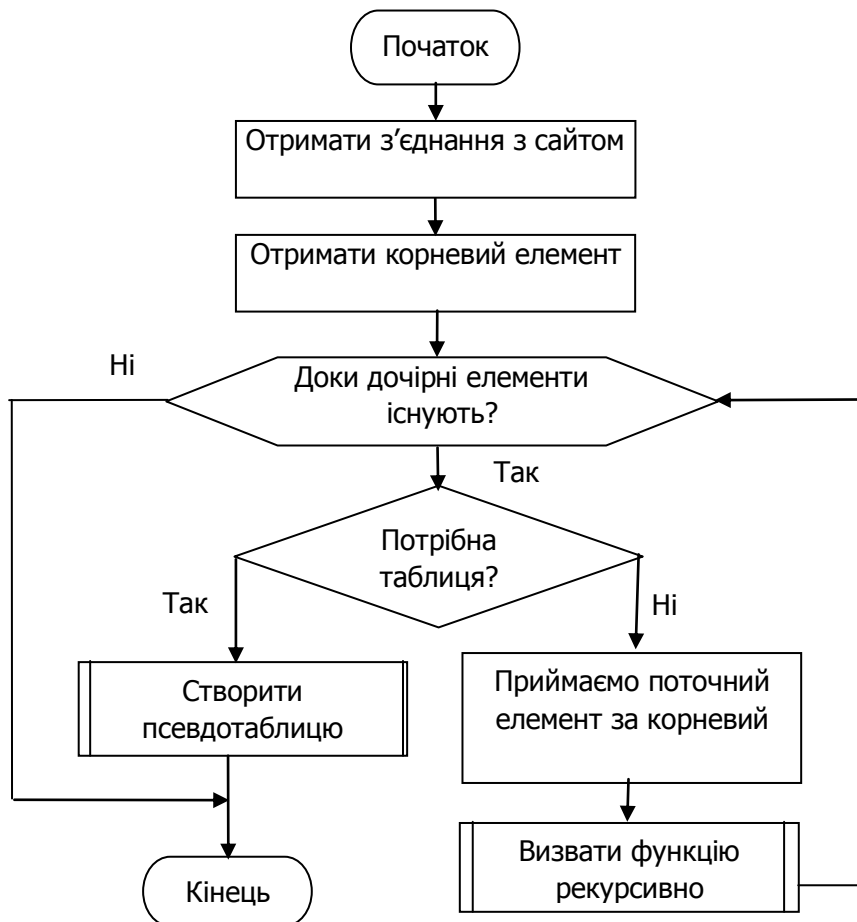 Початок
Отримати з’єднання з сайтом
Отримати корневий елемент
Ні
Доки дочірні елементи
існують?
Так
Потрібна
таблиця?
Так
Ні
Створити
псевдотаблицю
Приймаємо поточний
елемент за корневий
Визвати функцію
рекурсивно
Кінець